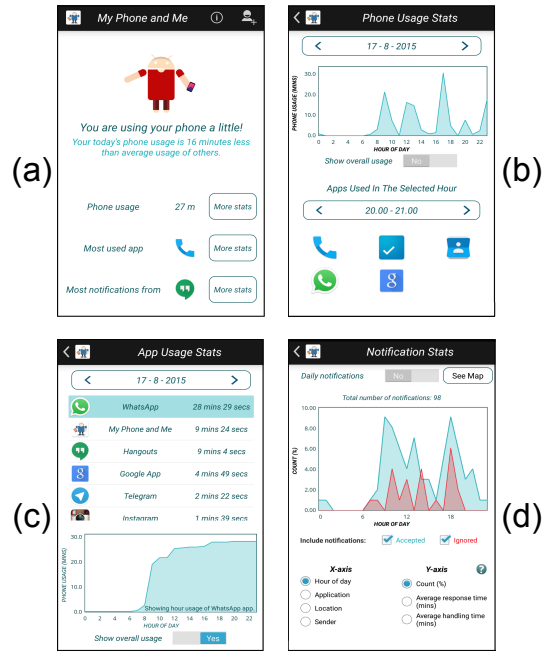 (a)
My Phone and Me
You are using your phone a little!
Your today's phone usage is 16 minutes less
than average usage of others.
Phone usage 27 m More stats
Most used app More stats
Most notifications from More stats
(b)
Phone Usage Stats
17 - 8 - 2015
PHONE USAGE (MINS)
30.0
20.0
10.0
0.0
0 2 4 6 8 10 12 14 16 18 20 22
HOUR OF DAY
Show overall usage No
Apps Used In The Selected Hour
20.00 - 21.00
8
(c)
App Usage Stats
17 - 8 - 2015
WhatsApp 28 mins 29 secs
My Phone and Me 9 mins 24 secs
Hangouts 9 mins 4 secs
8 Google App 4 mins 49 secs
Telegram 2 mins 22 secs
Instagram 1 mins 39 secs
PHONE USAGE (MINS)
30.0
20.0
10.0
0.0
Showing hour usage of WhatsApp app.
0 2 4 6 8 10 12 14 16 18 20 22
HOUR OF DAY
Show overall usage Yes
(d)
Notification Stats
Daily notifications No See Map
Total number of notifications: 98
COUNT (%)
10.00
8.00
6.00
4.00
2.00
0.00
0 6 12 18
HOUR OF DAY
Include notifications: Accepted Ignored
X-axis Y-axis ?
Hour of day
Application
Location
Sender
Count (%)
Average response time
(mins)
Average handling time
(mins)